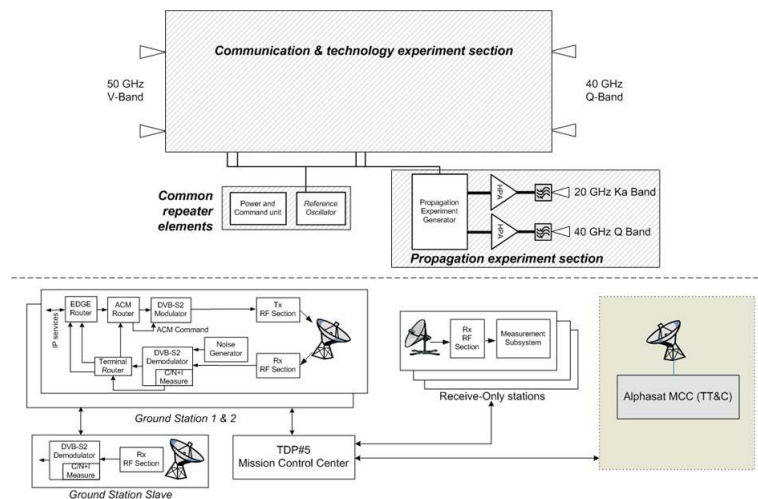 Communication & technology experiment section
50 GHz
V-Band
40 GHz
Q-Band
Common
repeater
elements
Power and
Command unit
Reference
Oscillator
Propagation
Experiment
Generator
HPA
20 GHz Ka Band
HPA
40 GHz Q Band
Propagation experiment section
IP services
EDGE
Router
ACM
Router
DVB-S2
Modulator
Tx
RF Section
ACM Command
Terminal
Router
DVB-S2
Demodulator
C/N+I
Measure
Noise
Generator
Rx
RF Section
Ground Station 1 & 2
Rx
RF
Section
Measurement
Subsystem
Receive-Only stations
Alphasat MCC (TT&C)
DVB-S2
Demodulator
C/N+I
Measure
Rx
RF Section
Ground Station Slave
TDP#5
Mission Control Center